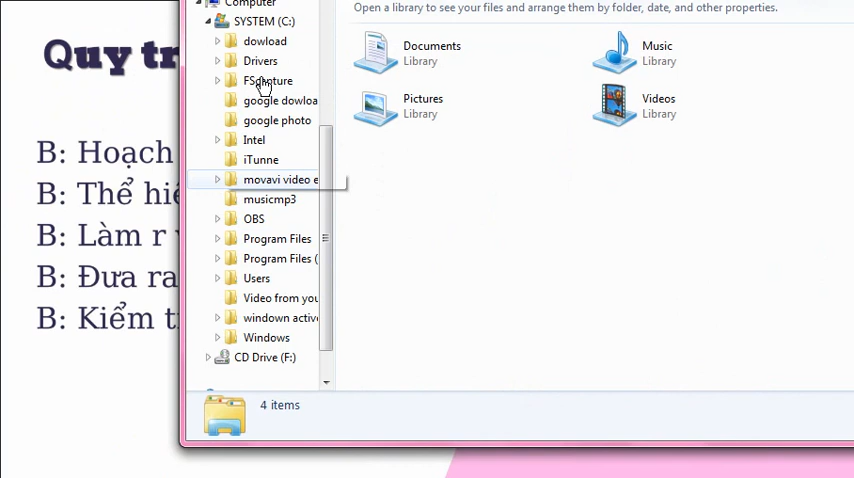 Quy tr
B: Hoạch
B: Thể hiệ
B: Làm r v
B: Đưa ra
B: Kiểm t
Computer
SYSTEM (C:)
dowload
Drivers
FSCapture
google dowloa
google photo
Intel
iTunne
movavi video e
musicmp3
OBS
Program Files
Program Files (
Users
Video from you
windown active
Windows
CD Drive (F:)
Open a library to see your files and arrange them by folder, date, and other properties.
Documents
Library
Music
Library
Pictures
Library
Videos
Library
4 items